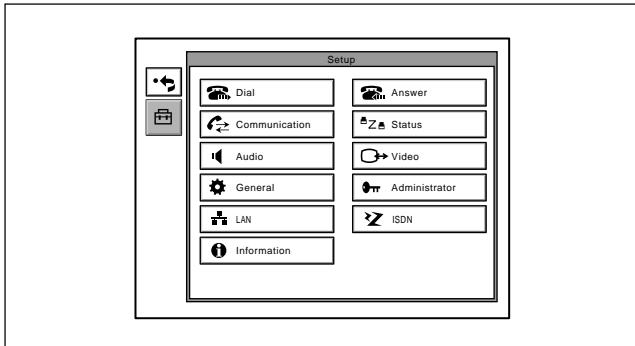 Setup
Dial
Answer
Communication
Status
Audio
Video
General
Administrator
LAN
ISDN
Information